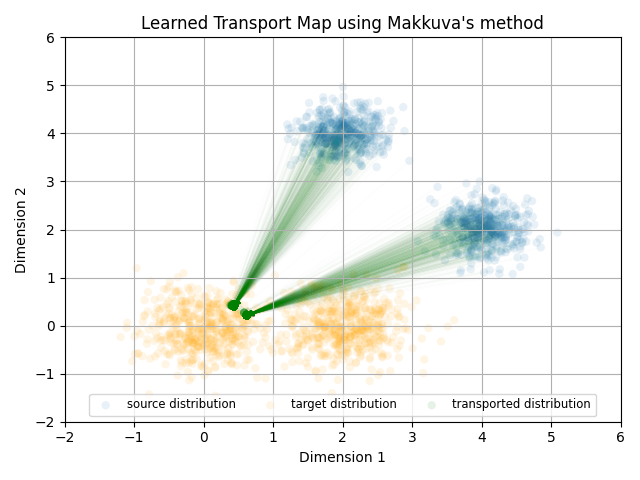 Learned Transport Map using Makkuva's method
6
5
4
3
2
1
0
−1
−2
Dimension 2
source distribution target distribution transported distribution
−2 −1 0 1 2 3 4 5 6
Dimension 1